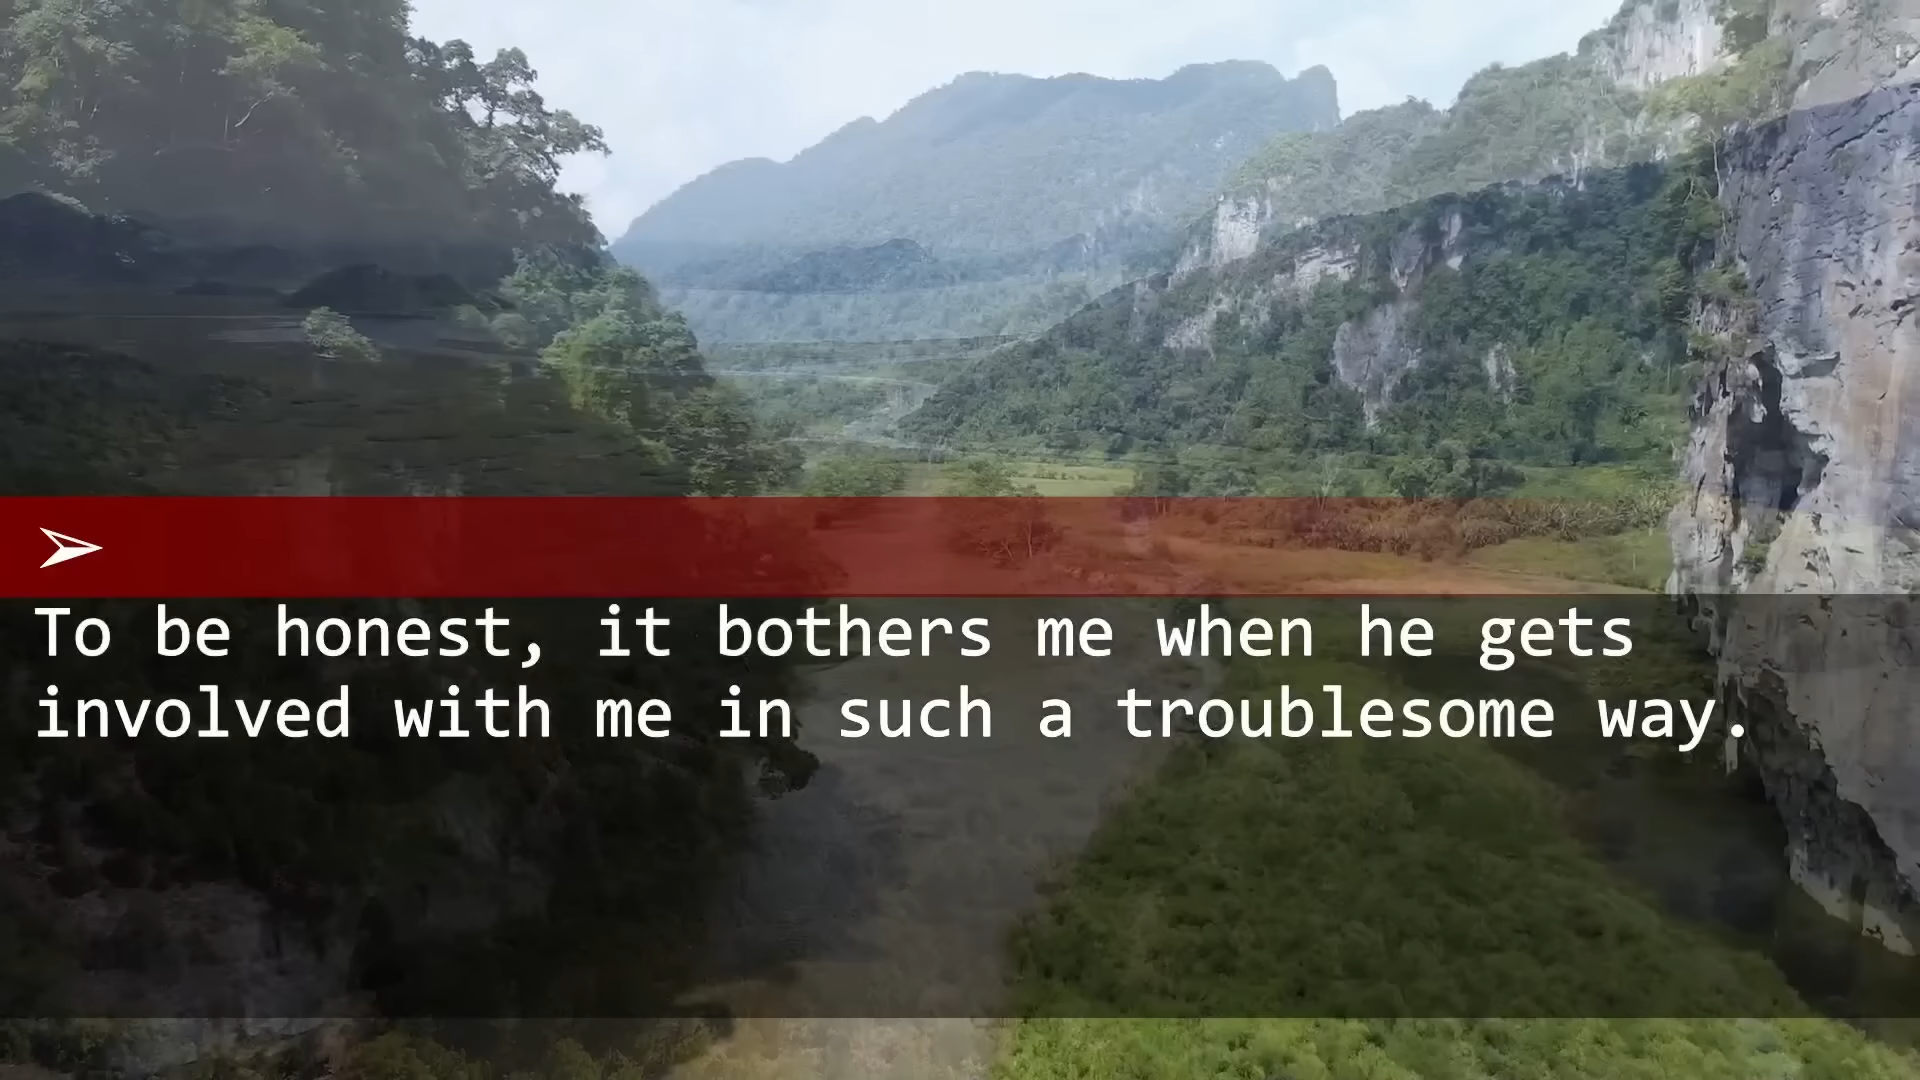 To be honest, it bothers me when he gets
involved with me in such a troublesome way.